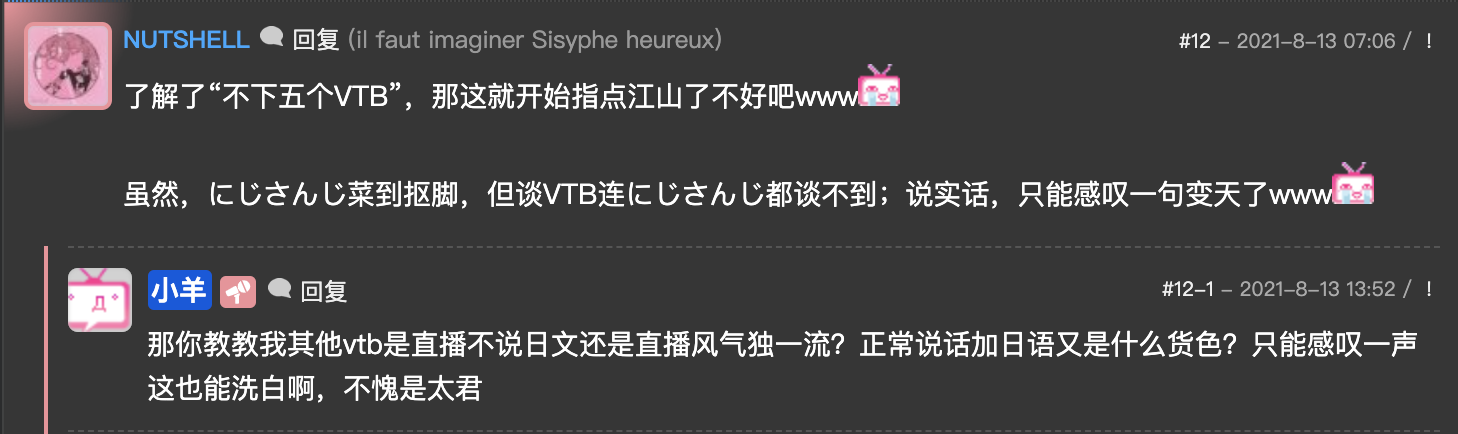 NUTSHELL 回复 (il faut imaginer Sisyphe heureux) #12 – 2021–8–13 07:06 / !
了解了“不下五个VTB”，那这就开始指点江山了不好吧www
虽然，にじさんじ菜到抠脚，但谈VTB连にじさんじ都谈不到；说实话，只能感叹一句变天了www
小羊 回复 #12–1 – 2021–8–13 13:52 / !
那你教教我其他vtb是直播不说日文还是直播风气独一流？正常说话加日语又是什么货色？只能感叹一声
这也能洗白啊，不愧是太君